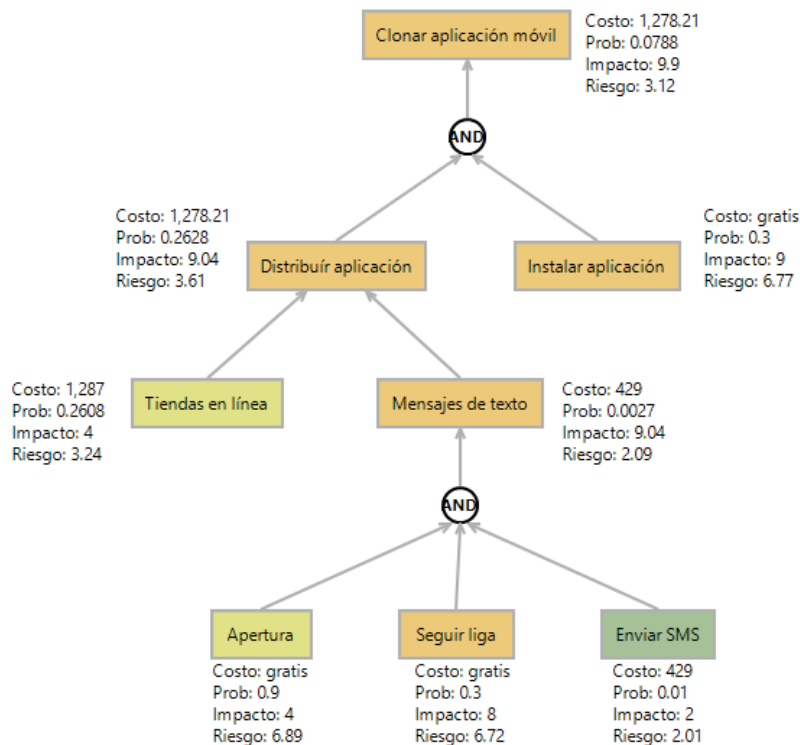 Clonar aplicación móvil
Costo: 1,278.21
Prob: 0.0788
Impacto: 9.9
Riesgo: 3.12
AND
Costo: 1,278.21
Prob: 0.2628
Impacto: 9.04
Riesgo: 3.61
Distribuír aplicación
Instalar aplicación
Costo: gratis
Prob: 0.3
Impacto: 9
Riesgo: 6.77
Costo: 1,287
Prob: 0.2608
Impacto: 4
Riesgo: 3.24
Tiendas en línea
Mensajes de texto
Costo: 429
Prob: 0.0027
Impacto: 9.04
Riesgo: 2.09
AND
Apertura
Costo: gratis
Prob: 0.9
Impacto: 4
Riesgo: 6.89
Seguir liga
Costo: gratis
Prob: 0.3
Impacto: 8
Riesgo: 6.72
Enviar SMS
Costo: 429
Prob: 0.01
Impacto: 2
Riesgo: 2.01